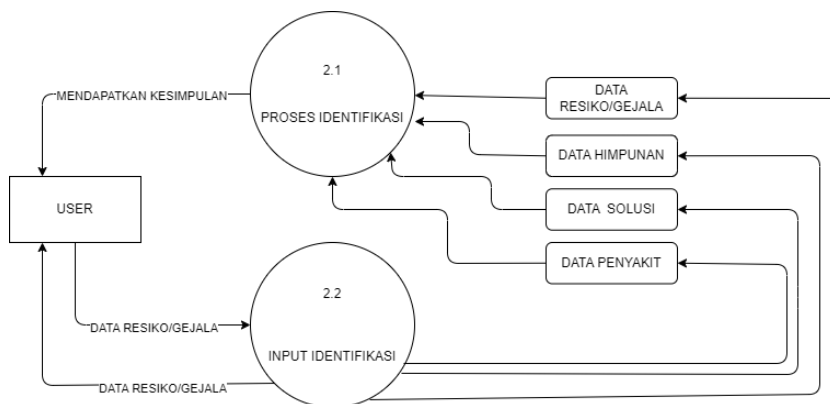 2.1
PROSES IDENTIFIKASI
MENDAPATKAN KESIMPULAN
DATA
RESIKO/GEJALA
DATA HIMPUNAN
DATA SOLUSI
DATA PENYAKIT
USER
2.2
INPUT IDENTIFIKASI
DATA RESIKO/GEJALA
DATA RESIKO/GEJALA